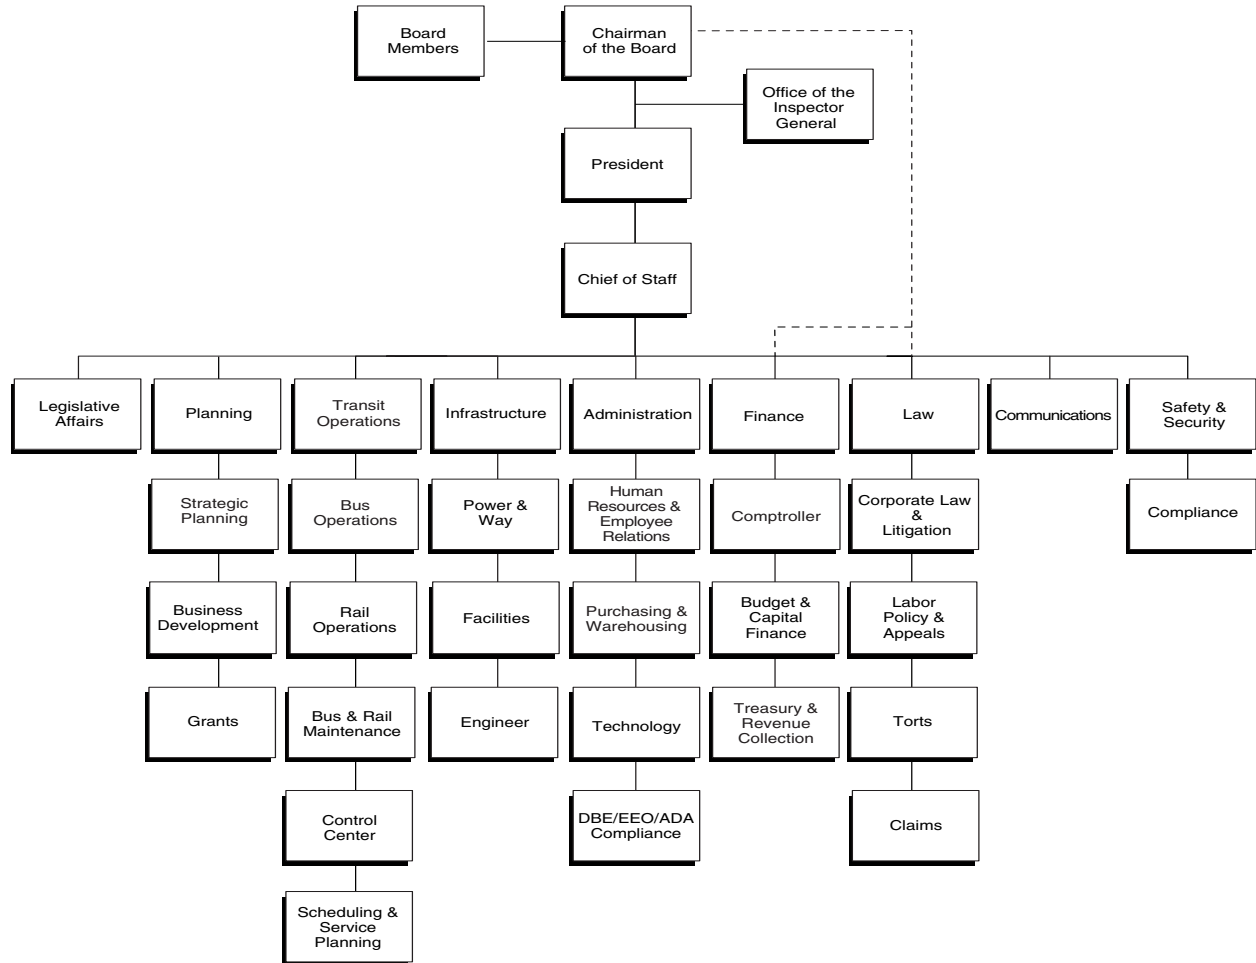 Board
Members
Chairman
of the Board
Office of the
Inspector
General
President
Chief of Staff
Legislative
Affairs
Planning
Transit
Operations
Infrastructure
Administration
Finance
Law
Communications
Safety &
Security
Strategic
Planning
Bus
Operations
Power &
Way
Human
Resources &
Employee
Relations
Comptroller
Corporate Law
&
Litigation
Compliance
Business
Development
Rail
Operations
Facilities
Purchasing &
Warehousing
Budget &
Capital
Finance
Labor
Policy &
Appeals
Grants
Bus & Rail
Maintenance
Engineer
Technology
Treasury &
Revenue
Collection
Torts
Control
Center
DBE/EEO/ADA
Compliance
Claims
Scheduling &
Service
Planning